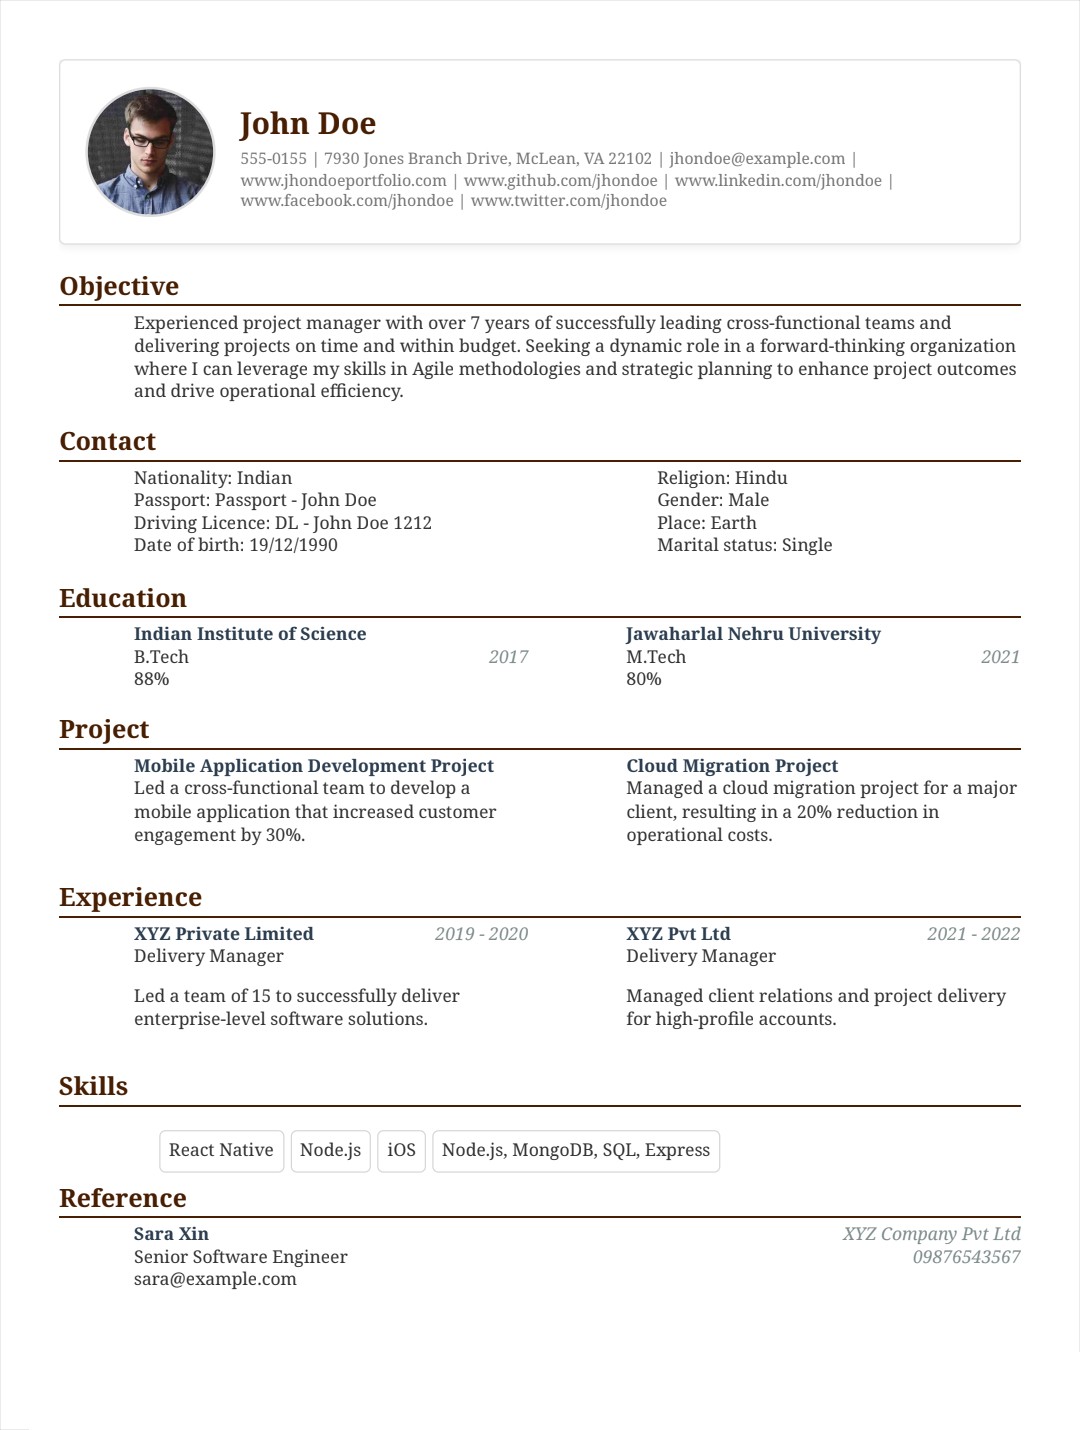 John Doe
555-0155 | 7930 Jones Branch Drive, McLean, VA 22102 | jhondoe@example.com |
www.jhondoeportfolio.com | www.github.com/jhondoe | www.linkedin.com/jhondoe |
www.facebook.com/jhondoe | www.twitter.com/jhondoe
Objective
Experienced project manager with over 7 years of successfully leading cross-functional teams and
delivering projects on time and within budget. Seeking a dynamic role in a forward-thinking organization
where I can leverage my skills in Agile methodologies and strategic planning to enhance project outcomes
and drive operational efficiency.
Contact
Nationality: Indian
Passport: Passport - John Doe
Driving Licence: DL - John Doe 1212
Date of birth: 19/12/1990
Religion: Hindu
Gender: Male
Place: Earth
Marital status: Single
Education
Indian Institute of Science
B.Tech 2017
88%
Jawaharlal Nehru University
M.Tech 2021
80%
Project
Mobile Application Development Project
Led a cross-functional team to develop a
mobile application that increased customer
engagement by 30%.
Cloud Migration Project
Managed a cloud migration project for a major
client, resulting in a 20% reduction in
operational costs.
Experience
XYZ Private Limited 2019 - 2020
Delivery Manager
Led a team of 15 to successfully deliver
enterprise-level software solutions.
XYZ Pvt Ltd 2021 - 2022
Delivery Manager
Managed client relations and project delivery
for high-profile accounts.
Skills
React Native Node.js iOS Node.js, MongoDB, SQL, Express
Reference
Sara Xin XYZ Company Pvt Ltd
Senior Software Engineer 09876543567
sara@example.com